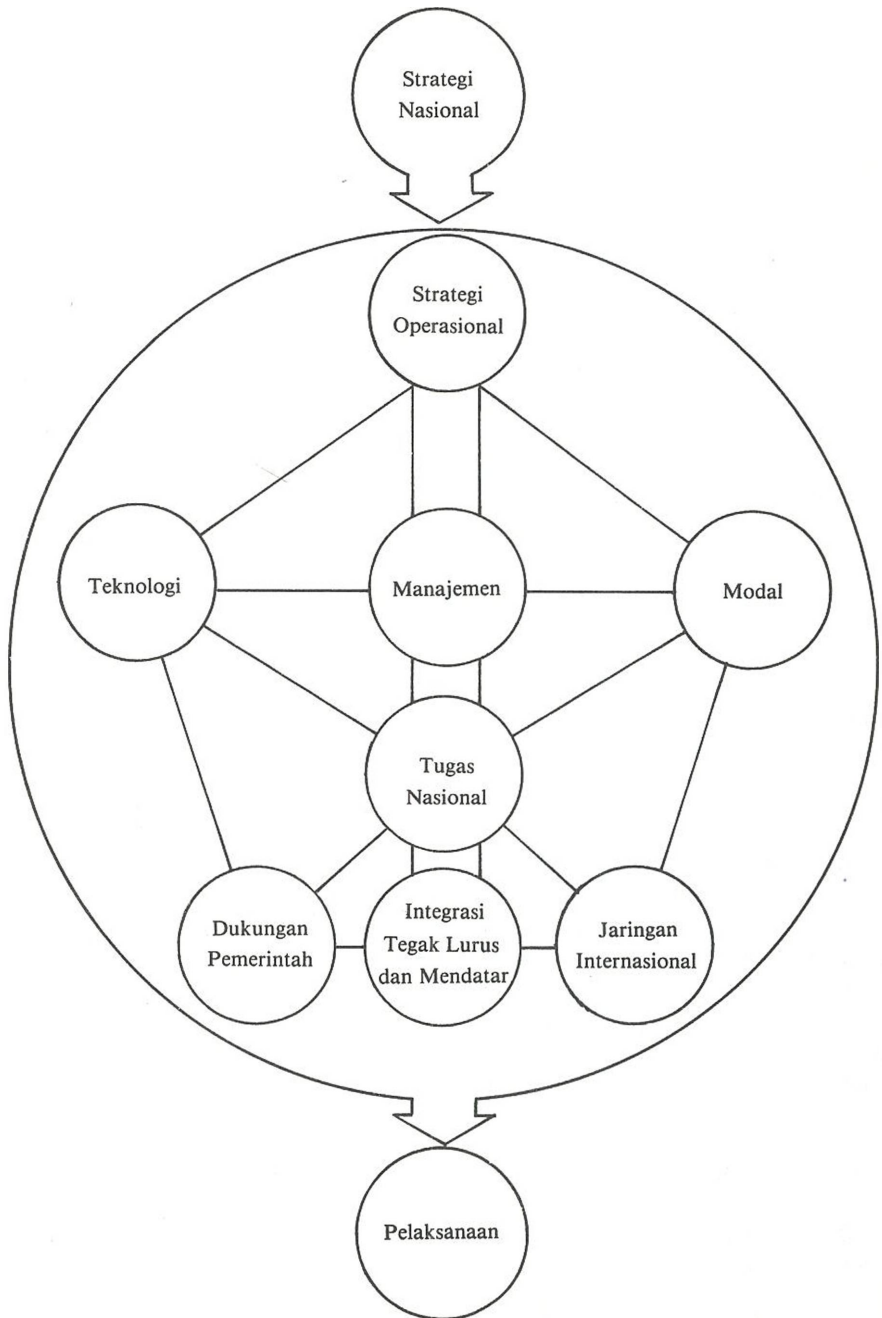 Strategi
Nasional
Strategi
Operasional
Teknologi
Manajemen
Modal
Tugas
Nasional
Dukungan
Pemerintah
Integrasi
Tegak Lurus
dan Mendatar
Jaringan
Internasional
Pelaksanaan